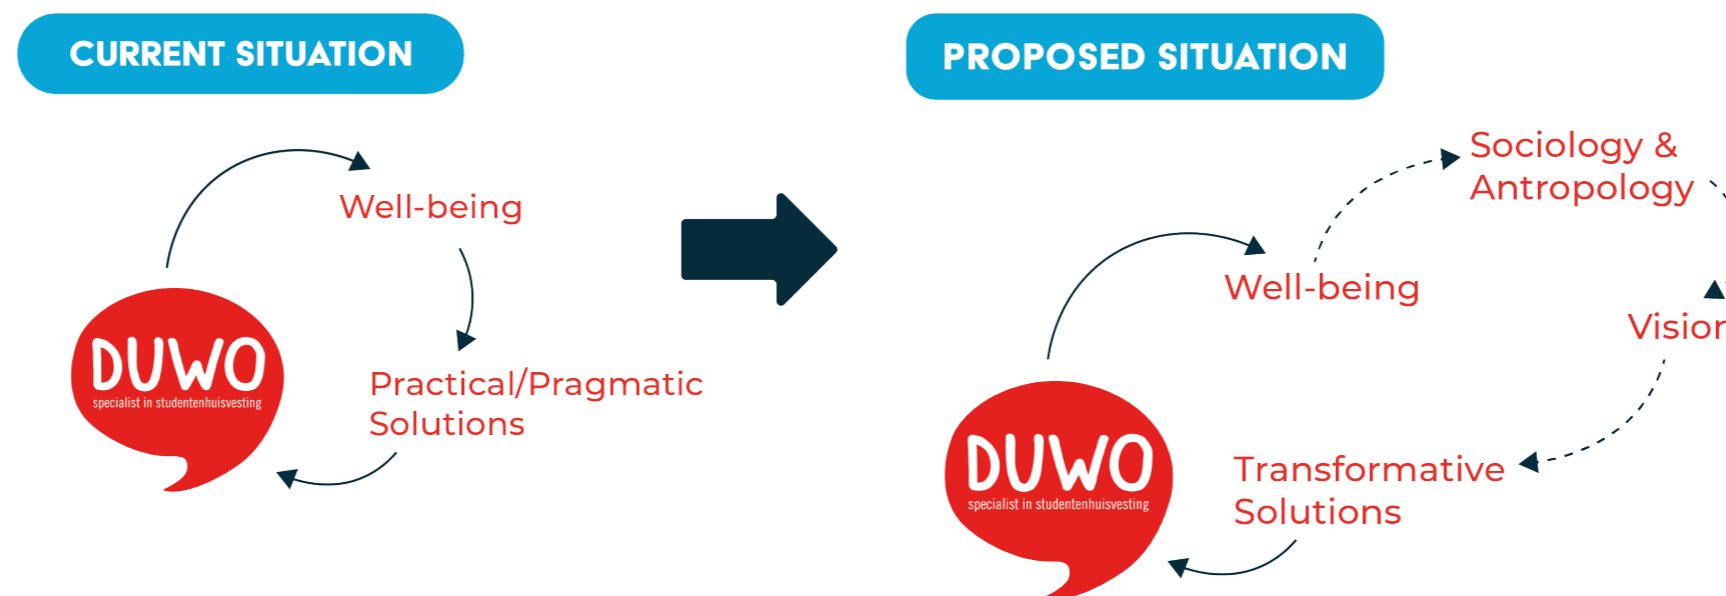 CURRENT SITUATION
Well-being
DUWO
specialist in studentenhuisvesting
Practical/Pragmatic
Solutions
PROPOSED SITUATION
Sociology &
Antropology
Well-being
Vision
DUWO
specialist in studentenhuisvesting
Transformative
Solutions